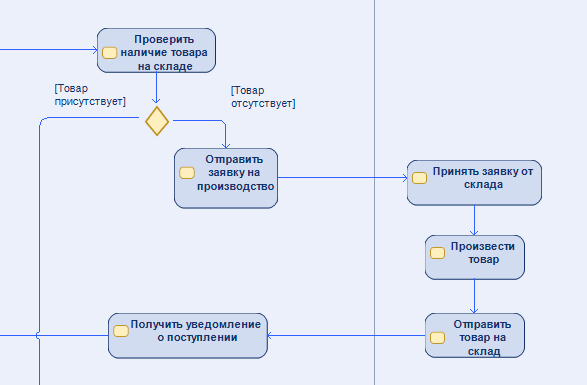 Проверить
наличие товара
на складе
[Товар
присутствует]
[Товар
отсутствует]
Отправить
заявку на
производство
Принять заявку от
склада
Произвести
товар
Отправить
товар на
склад
Получить уведомление
о поступлении